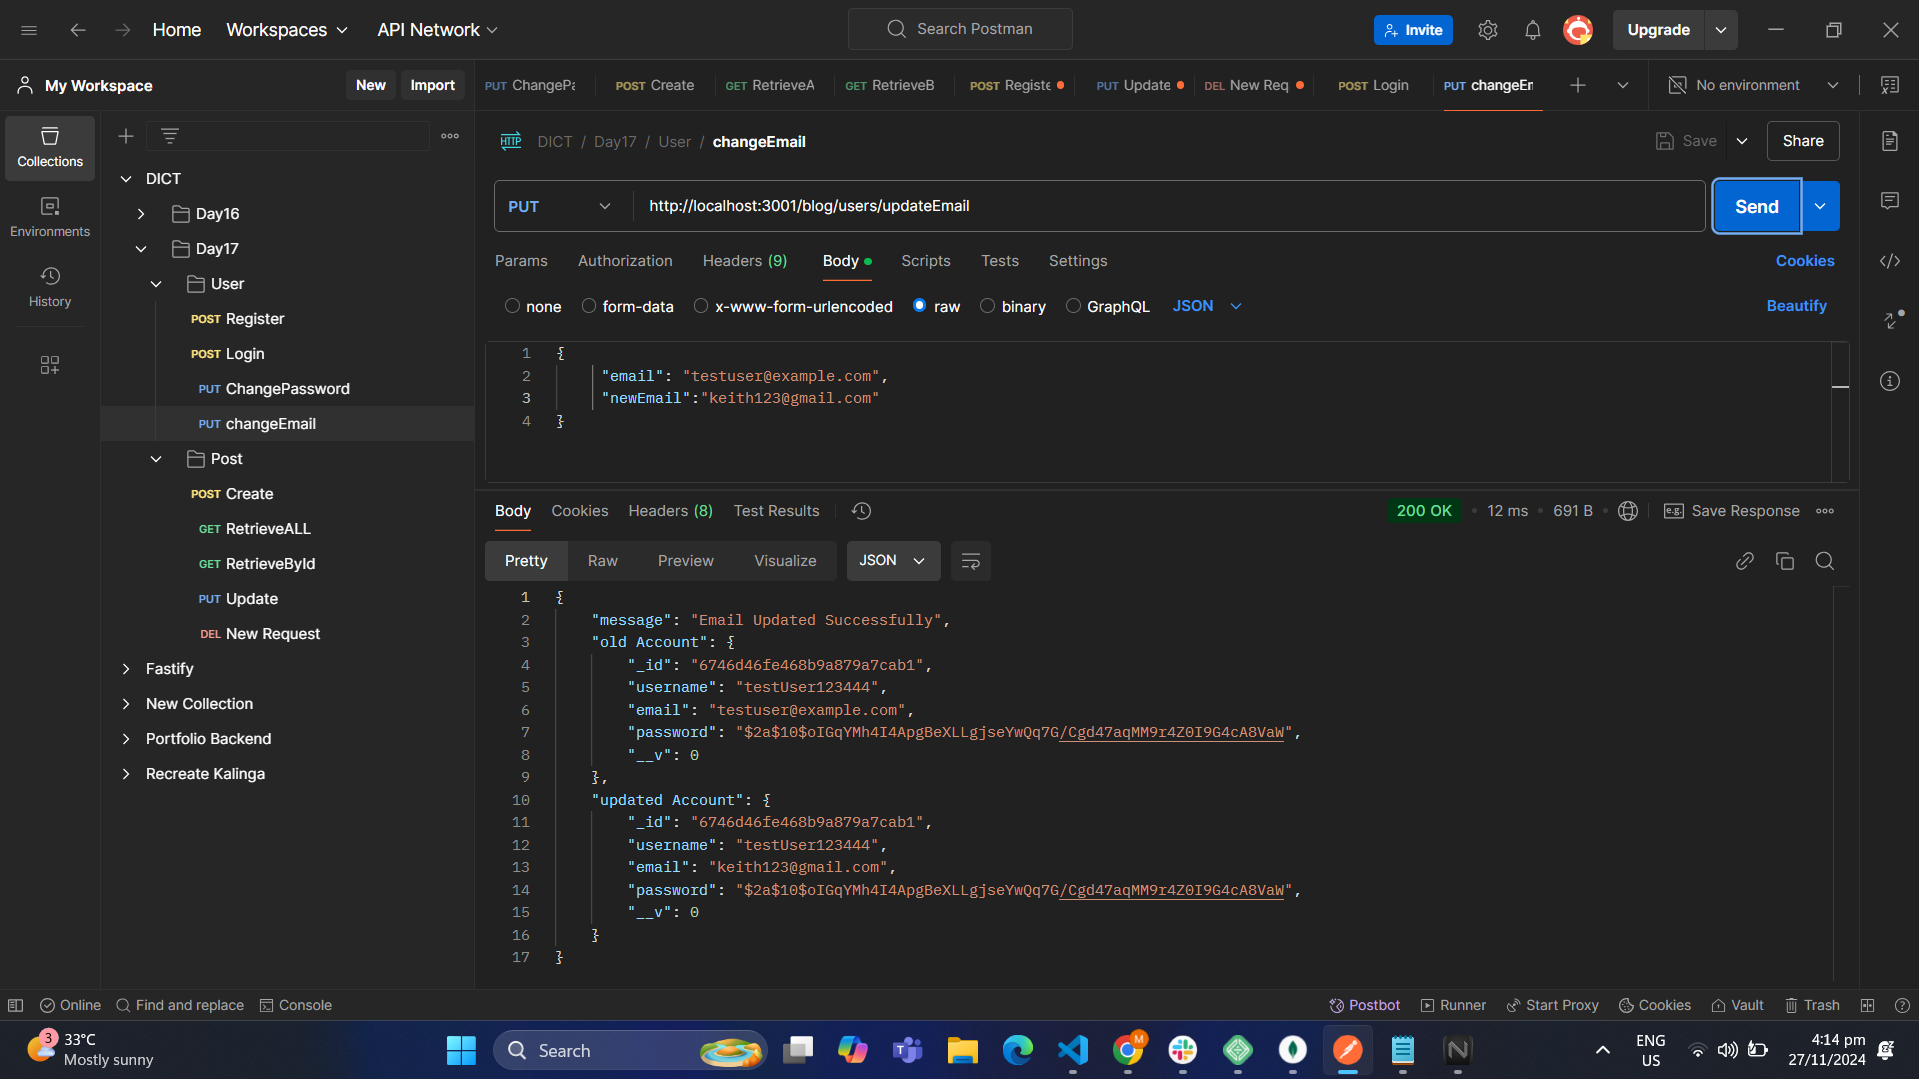 Home
Workspaces
API Network
Search Postman
Invite
Upgrade
My Workspace
New
Import
PUT ChangePa
POST Create
GET RetrieveA
GET RetrieveB
POST Registe
PUT Update
DEL New Req
POST Login
PUT changeEm
No environment
Collections
Environments
History
DICT
Day16
Day17
User
POST Register
POST Login
PUT ChangePassword
PUT changeEmail
Post
POST Create
GET RetrieveALL
GET RetrieveById
PUT Update
DEL New Request
Fastify
New Collection
Portfolio Backend
Recreate Kalinga
HTTP DICT / Day17 / User / changeEmail
Save
Share
PUT
http://localhost:3001/blog/users/updateEmail
Send
Params Authorization Headers (9) Body Scripts Tests Settings
Cookies
none form-data x-www-form-urlencoded raw binary GraphQL JSON
Beautify
1 {
2 "email": "testuser@example.com",
3 "newEmail":"keith123@gmail.com"
4 }
Body Cookies Headers (8) Test Results
200 OK • 12 ms • 691 B
e.g. Save Response
Pretty Raw Preview Visualize JSON
1 {
2 "message": "Email Updated Successfully",
3 "old Account": {
4 "_id": "6746d46fe468b9a879a7cab1",
5 "username": "testUser123444",
6 "email": "testuser@example.com",
7 "password": "$2a$10$oIGqYMh4I4ApgBeXLLgjseYwQq7G/Cgd47aqMM9r4Z0I9G4cA8VaW",
8 "__v": 0
9 },
10 "updated Account": {
11 "_id": "6746d46fe468b9a879a7cab1",
12 "username": "testUser123444",
13 "email": "keith123@gmail.com",
14 "password": "$2a$10$oIGqYMh4I4ApgBeXLLgjseYwQq7G/Cgd47aqMM9r4Z0I9G4cA8VaW",
15 "__v": 0
16 }
17 }
Online
Find and replace
Console
Postbot
Runner
Start Proxy
Cookies
Vault
Trash
3
33°C
Mostly sunny
Search
M
ENG
US
4:14 pm
27/11/2024